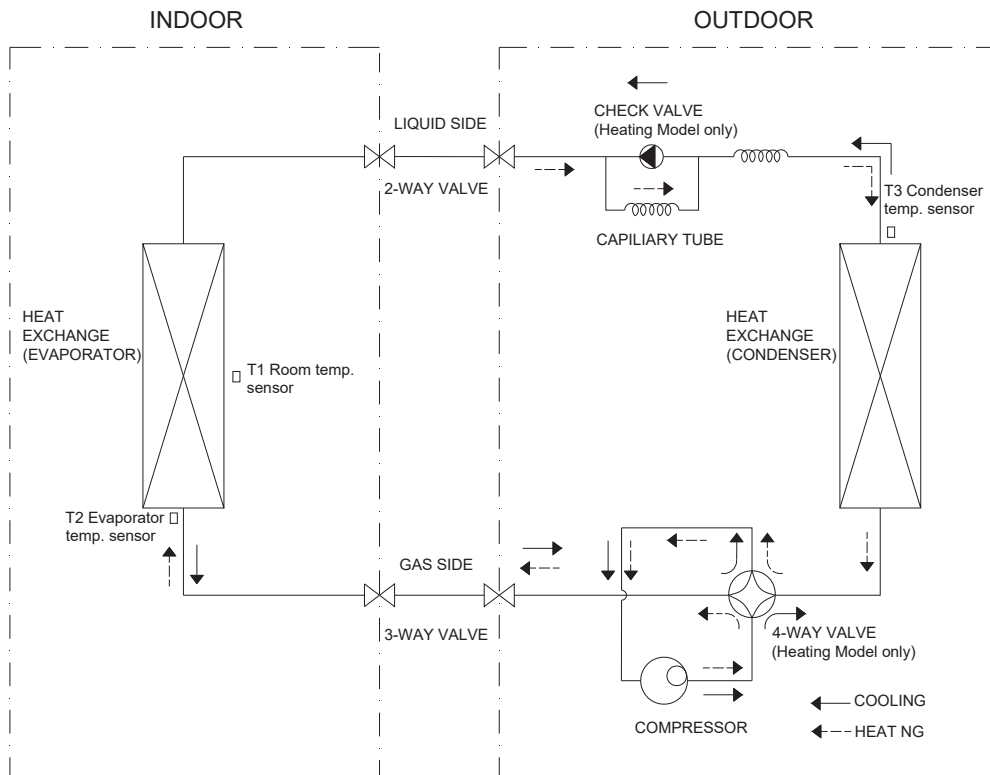 INDOOR
OUTDOOR
LIQUID SIDE
2-WAY VALVE
CHECK VALVE
(Heating Model only)
CAPILIARY TUBE
T3 Condenser
temp. sensor
HEAT
EXCHANGE
(EVAPORATOR)
T1 Room temp.
sensor
HEAT
EXCHANGE
(CONDENSER)
T2 Evaporator
temp. sensor
GAS SIDE
3-WAY VALVE
4-WAY VALVE
(Heating Model only)
COMPRESSOR
COOLING
HEAT NG